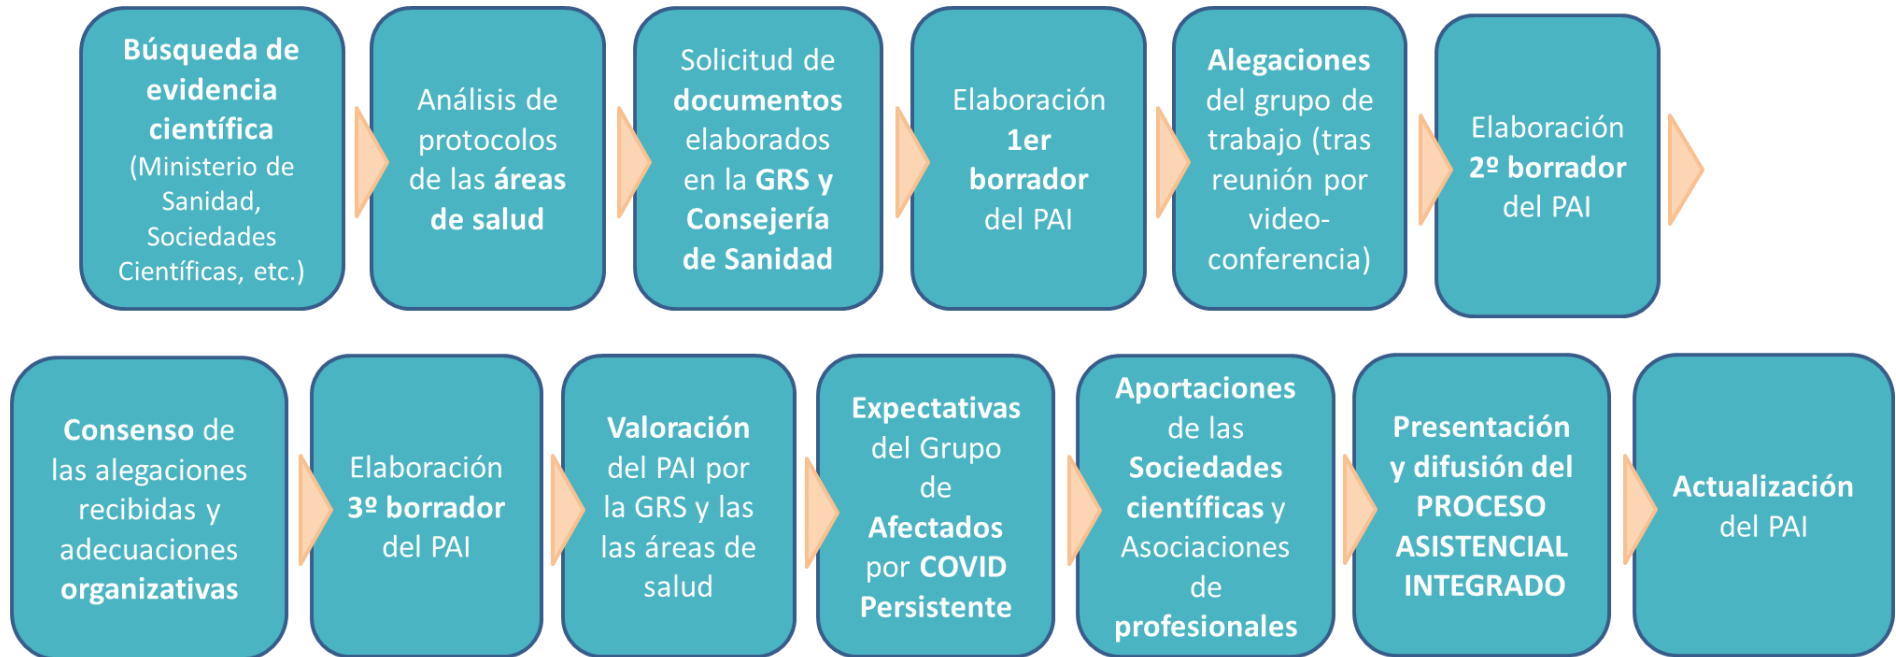 Búsqueda de
evidencia
científica
(Ministerio de
Sanidad,
Sociedades
Científicas, etc.)
Análisis de
protocolos
de las áreas
de salud
Solicitud de
documentos
elaborados
en la GRS y
Consejería
de Sanidad
Elaboración
1er
borrador
del PAI
Alegaciones
del grupo de
trabajo (tras
reunión por
video-
conferencia)
Elaboración
2º borrador
del PAI
Consenso de
las alegaciones
recibidas y
adecuaciones
organizativas
Elaboración
3º borrador
del PAI
Valoración
del PAI por
la GRS y las
las áreas de
salud
Expectativas
del Grupo
de
Afectados
por COVID
Persistente
Aportaciones
de las
Sociedades
científicas y
Asociaciones
de
profesionales
Presentación
y difusión del
PROCESO
ASISTENCIAL
INTEGRADO
Actualización
del PAI